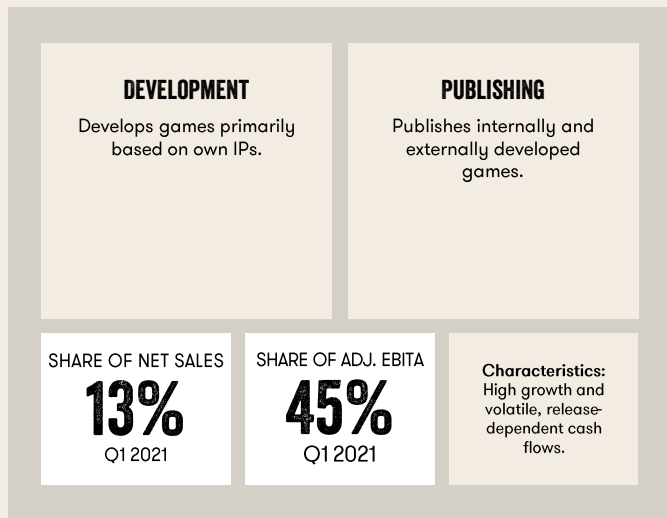 DEVELOPMENT
Develops games primarily
based on own IPs.
PUBLISHING
Publishes internally and
externally developed
games.
SHARE OF NET SALES
13%
Q1 2021
SHARE OF ADJ. EBITA
45%
Q1 2021
Characteristics:
High growth and
volatile, release-
dependent cash
flows.